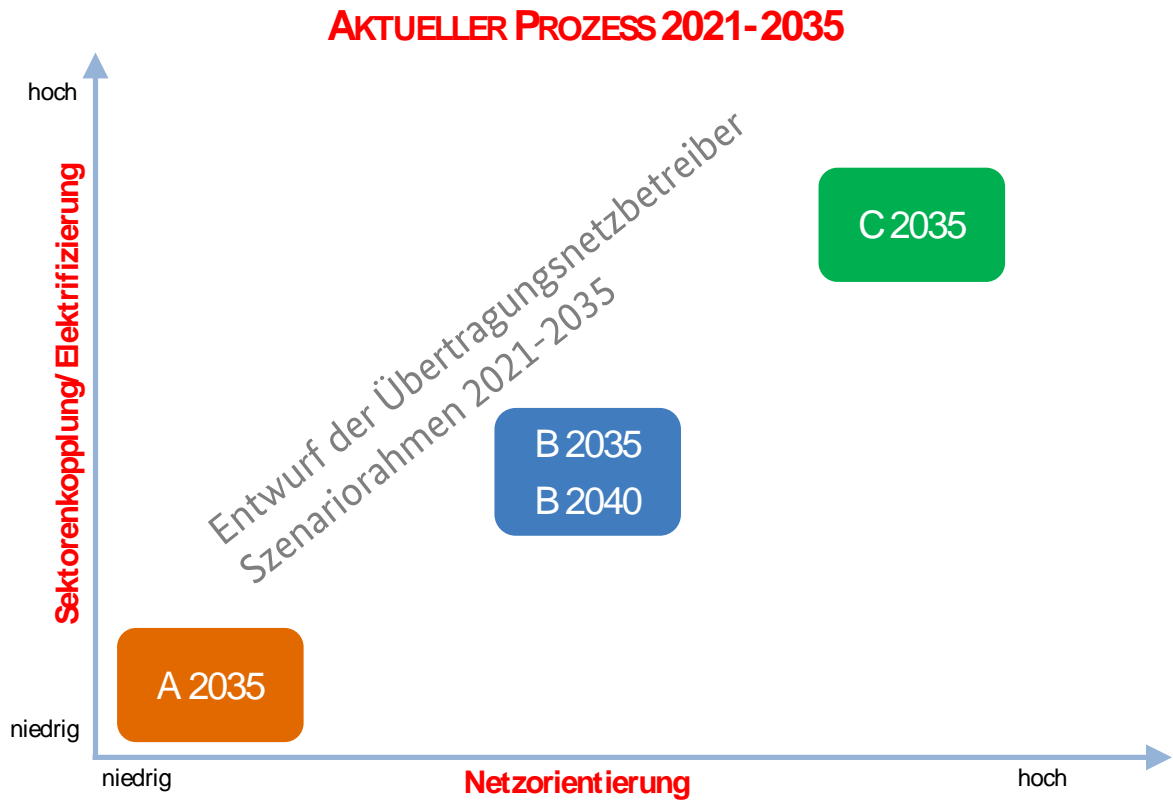 AKTUELLER PROZESS 2021-2035
hoch
Sektorenkopplung/Elektrifizierung
Entwurf der Übertragungsnetzbetreiber
Szenariorahmen 2021-2035
C 2035
B 2035
B 2040
A 2035
niedrig
niedrig
Netzorientierung
hoch